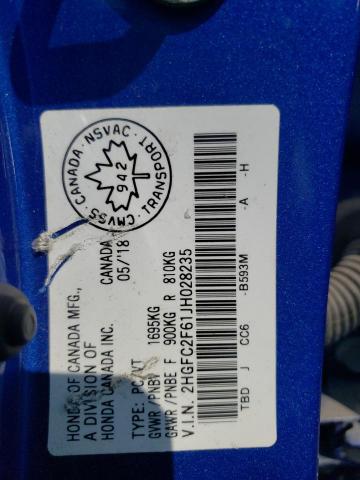 CMVSS · CANADA · NSVAC · TRANSPORT ·
942
HONDA OF CANADA MFG.,
A DIVISION OF
HONDA CANADA INC.
CANADA
05/'18
TYPE: PC
GVWR /PNBV 1695KG
GAWR /PNBE F 900KG R 810KG
V.I.N. 2HGFC2F61JH028235
TBD J CC6 -B593M -A -H